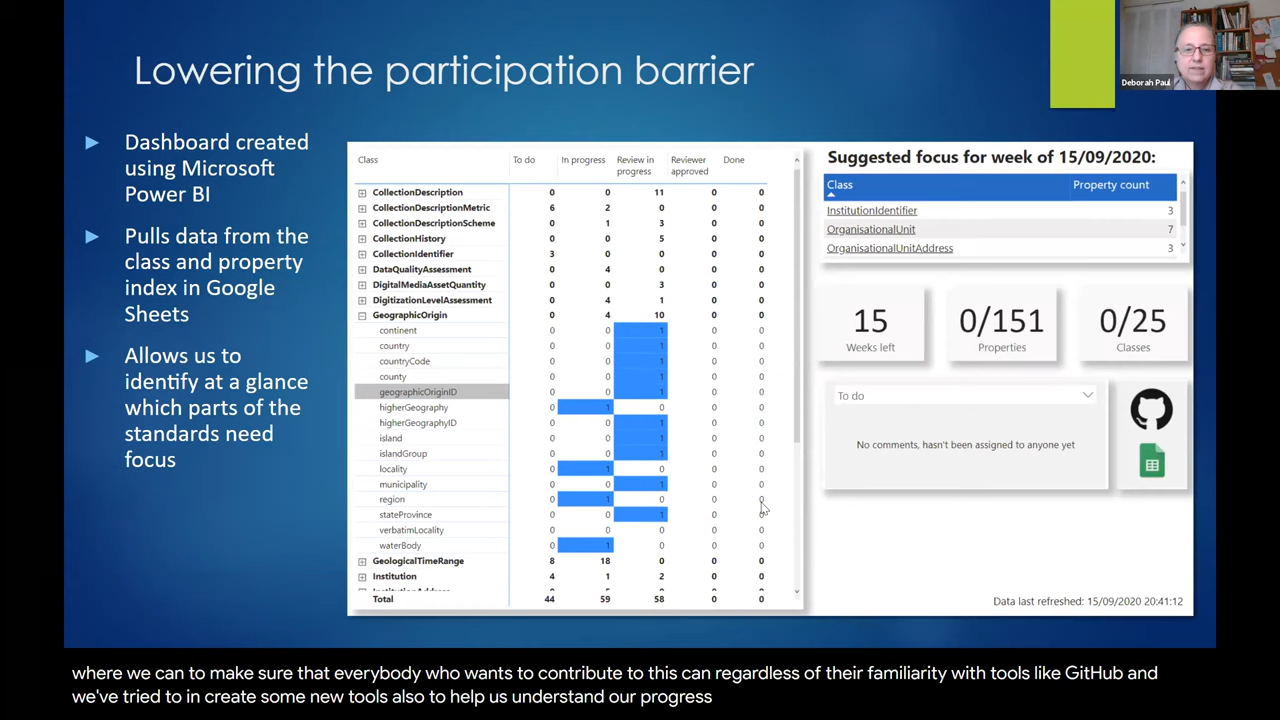 Lowering the participation barrier
Deborah Paul
Dashboard created
using Microsoft
Power BI
Pulls data from the
class and property
index in Google
Sheets
Allows us to
identify at a glance
which parts of the
standards need
focus
Class To do In progress Review in progress Reviewer approved Done
CollectionDescription 0 0 11 0 0
CollectionDescriptionMetric 6 2 0 0 0
CollectionDescriptionScheme 0 1 3 0 0
CollectionHistory 0 0 5 0 0
CollectionIdentifier 3 0 0 0 0
DataQualityAssessment 0 4 0 0 0
DigitalMediaAssetQuantity 0 0 3 0 0
DigitizationLevelAssessment 0 4 1 0 0
GeographicOrigin 0 4 10 0 0
continent 0 0 1 0 0
country 0 0 1 0 0
countryCode 0 0 1 0 0
county 0 0 1 0 0
geographicOriginID 0 0 1 0 0
higherGeography 0 1 0 0 0
higherGeographyID 0 0 1 0 0
island 0 0 1 0 0
islandGroup 0 0 1 0 0
locality 0 1 0 0 0
municipality 0 0 1 0 0
region 0 1 0 0 0
stateProvince 0 0 1 0 0
verbatimLocality 0 0 0 0 0
waterBody 0 1 0 0 0
GeologicalTimeRange 8 18 0 0 0
Institution 4 1 2 0 0
Total 44 59 58 0 0
Suggested focus for week of 15/09/2020:
Class Property count
InstitutionIdentifier 3
OrganisationalUnit 7
OrganisationalUnitAddress 3
15 0/151 0/25
Weeks left Properties Classes
To do
No comments, hasn't been assigned to anyone yet
Data last refreshed: 15/09/2020 20:41:12
where we can to make sure that everybody who wants to contribute to this can regardless of their familiarity with tools like GitHub and
we've tried to in create some new tools also to help us understand our progress